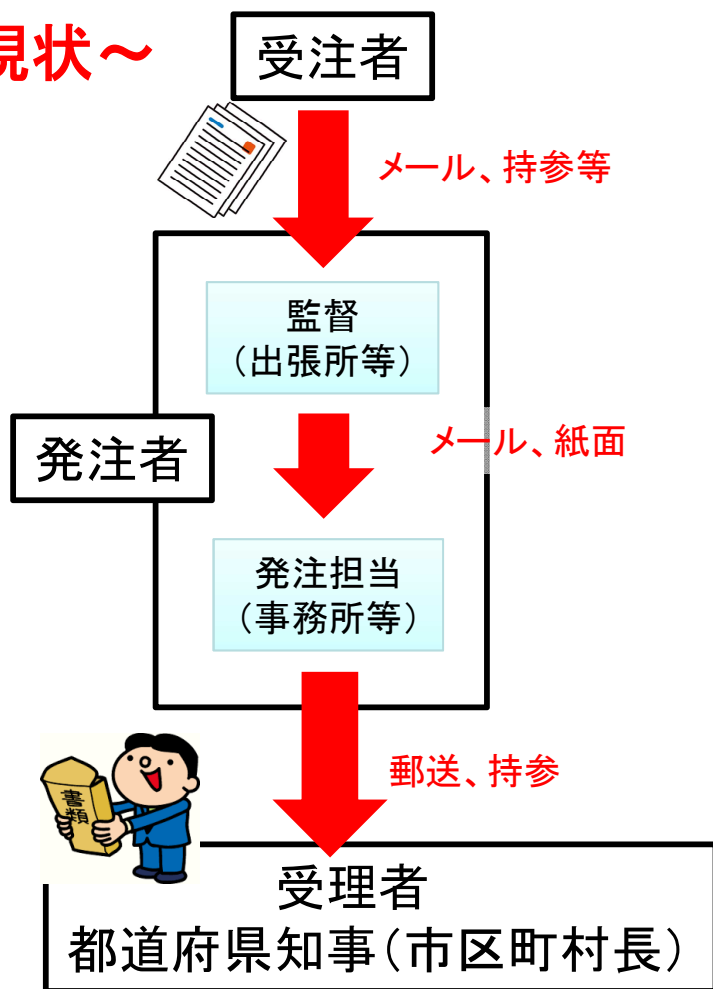 現状～
受注者
メール、持参等
監督
（出張所等）
メール、紙面
発注者
発注担当
（事務所等）
郵送、持参
書類
受理者
都道府県知事（市区町村長）